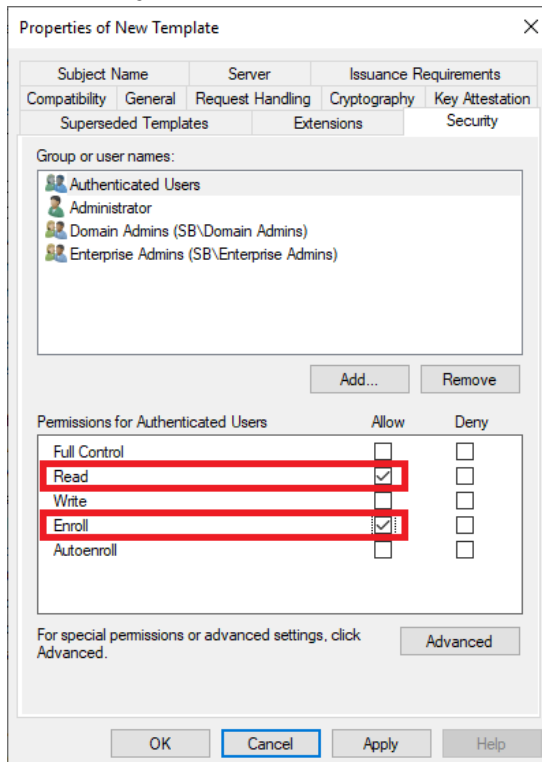 Properties of New Template
Subject Name Server Issuance Requirements
Compatibility General Request Handling Cryptography Key Attestation
Superseded Templates Extensions Security
Group or user names:
Authenticated Users
Administrator
Domain Admins (SB\Domain Admins)
Enterprise Admins (SB\Enterprise Admins)
Add... Remove
Permissions for Authenticated Users Allow Deny
Full Control
Read
Write
Enroll
Autoenroll
For special permissions or advanced settings, click
Advanced.
Advanced
OK Cancel Apply Help